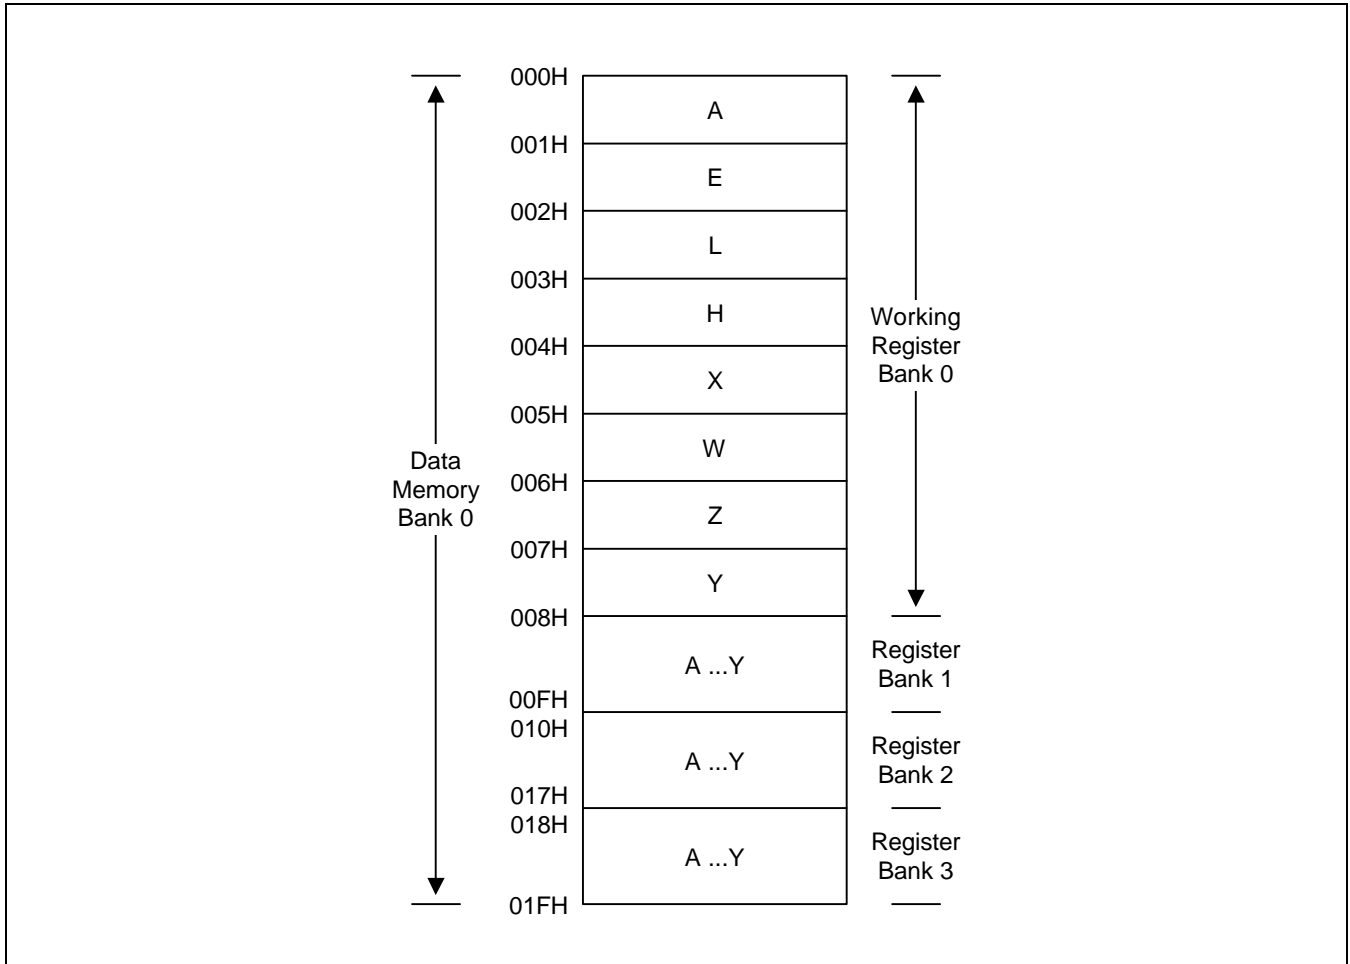 000H
A
001H
E
002H
L
003H
H
004H
X
005H
W
006H
Z
007H
Y
008H
A ...Y
00FH
010H
A ...Y
017H
018H
A ...Y
01FH
Data
Memory
Bank 0
Working
Register
Bank 0
Register
Bank 1
Register
Bank 2
Register
Bank 3